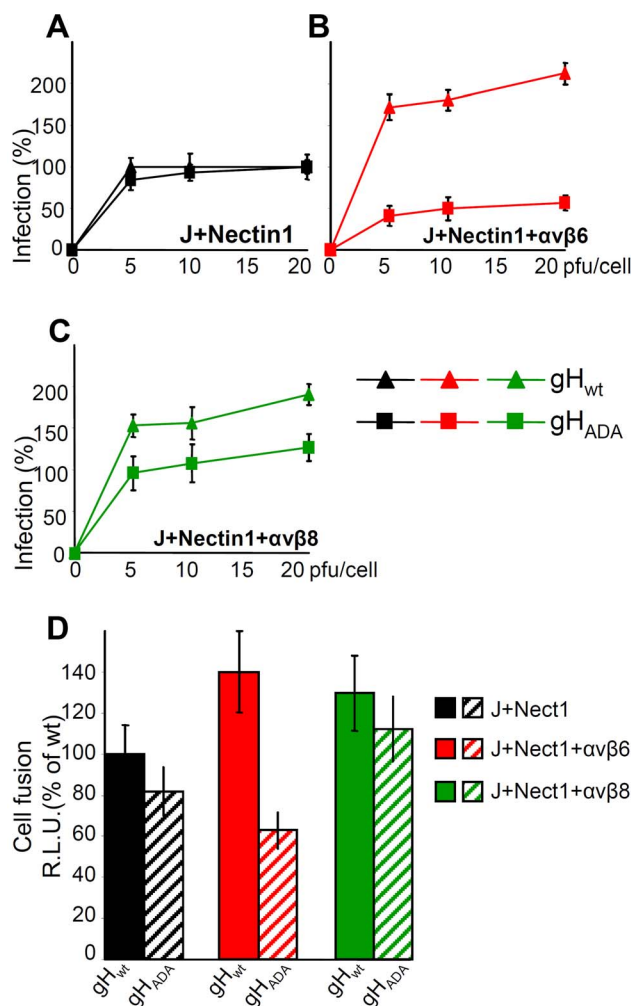 A
B
Infection (%)
200
150
100
50
0
J+Nectin1
J+Nectin1+αvβ6
0 5 10 15 20
0 5 10 15 20 pfu/cell
C
Infection (%)
200
150
100
50
0
J+Nectin1+αvβ8
0 5 10 15 20 pfu/cell
gHwt
gHADA
D
Cell fusion
R.L.U.(% of wt)
140
120
100
80
60
40
20
0
J+Nect1
J+Nect1+αvβ6
J+Nect1+αvβ8
gHwt
gHADA
gHwt
gHADA
gHwt
gHADA